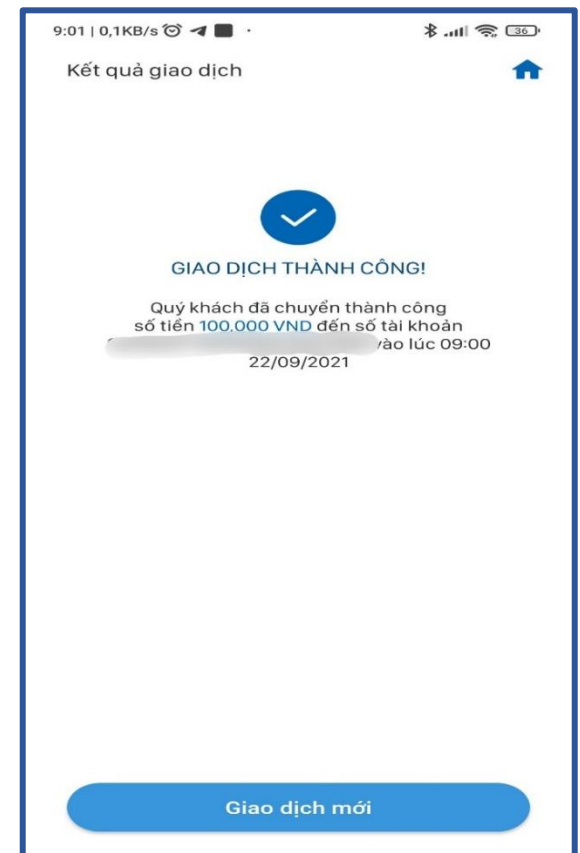 9:01 | 0,1KB/s
36
Kết quả giao dịch
GIAO DỊCH THÀNH CÔNG!
Quý khách đã chuyển thành công
số tiền 100.000 VND đến số tài khoản
vào lúc 09:00
22/09/2021
Giao dịch mới